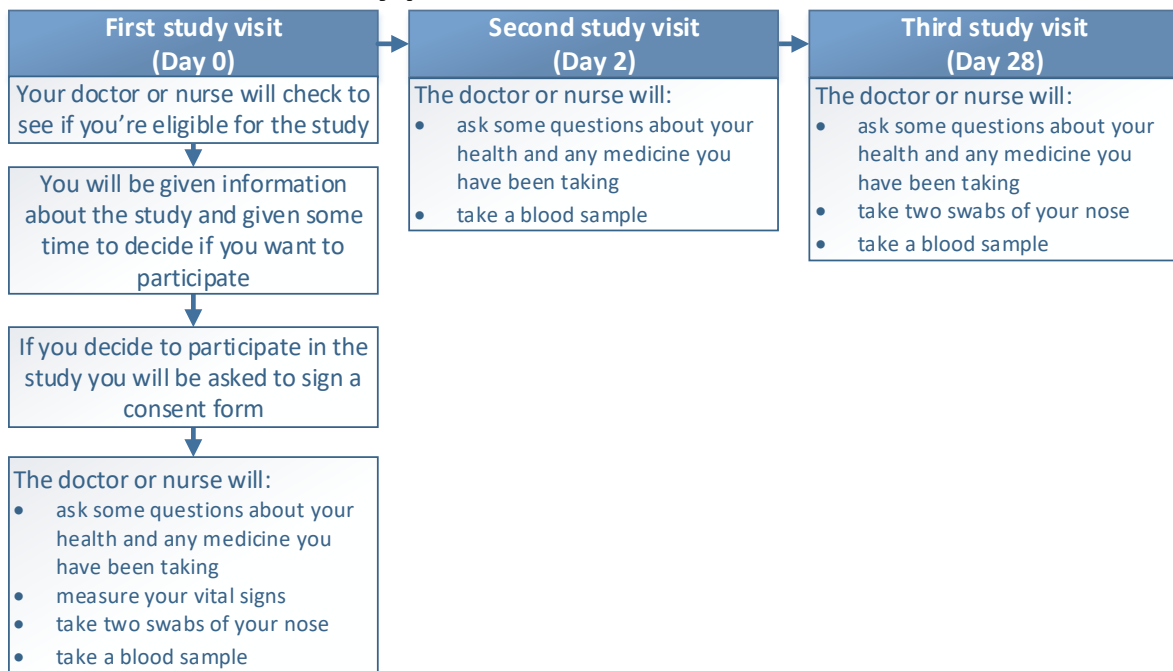 First study visit
(Day 0)
Your doctor or nurse will check to
see if you're eligible for the study
You will be given information
about the study and given some
time to decide if you want to
participate
If you decide to participate in the
study you will be asked to sign a
consent form
The doctor or nurse will:
• ask some questions about your
health and any medicine you
have been taking
• measure your vital signs
• take two swabs of your nose
• take a blood sample
Second study visit
(Day 2)
The doctor or nurse will:
• ask some questions about your
health and any medicine you
have been taking
• take a blood sample
Third study visit
(Day 28)
The doctor or nurse will:
• ask some questions about your
health and any medicine you
have been taking
• take two swabs of your nose
• take a blood sample